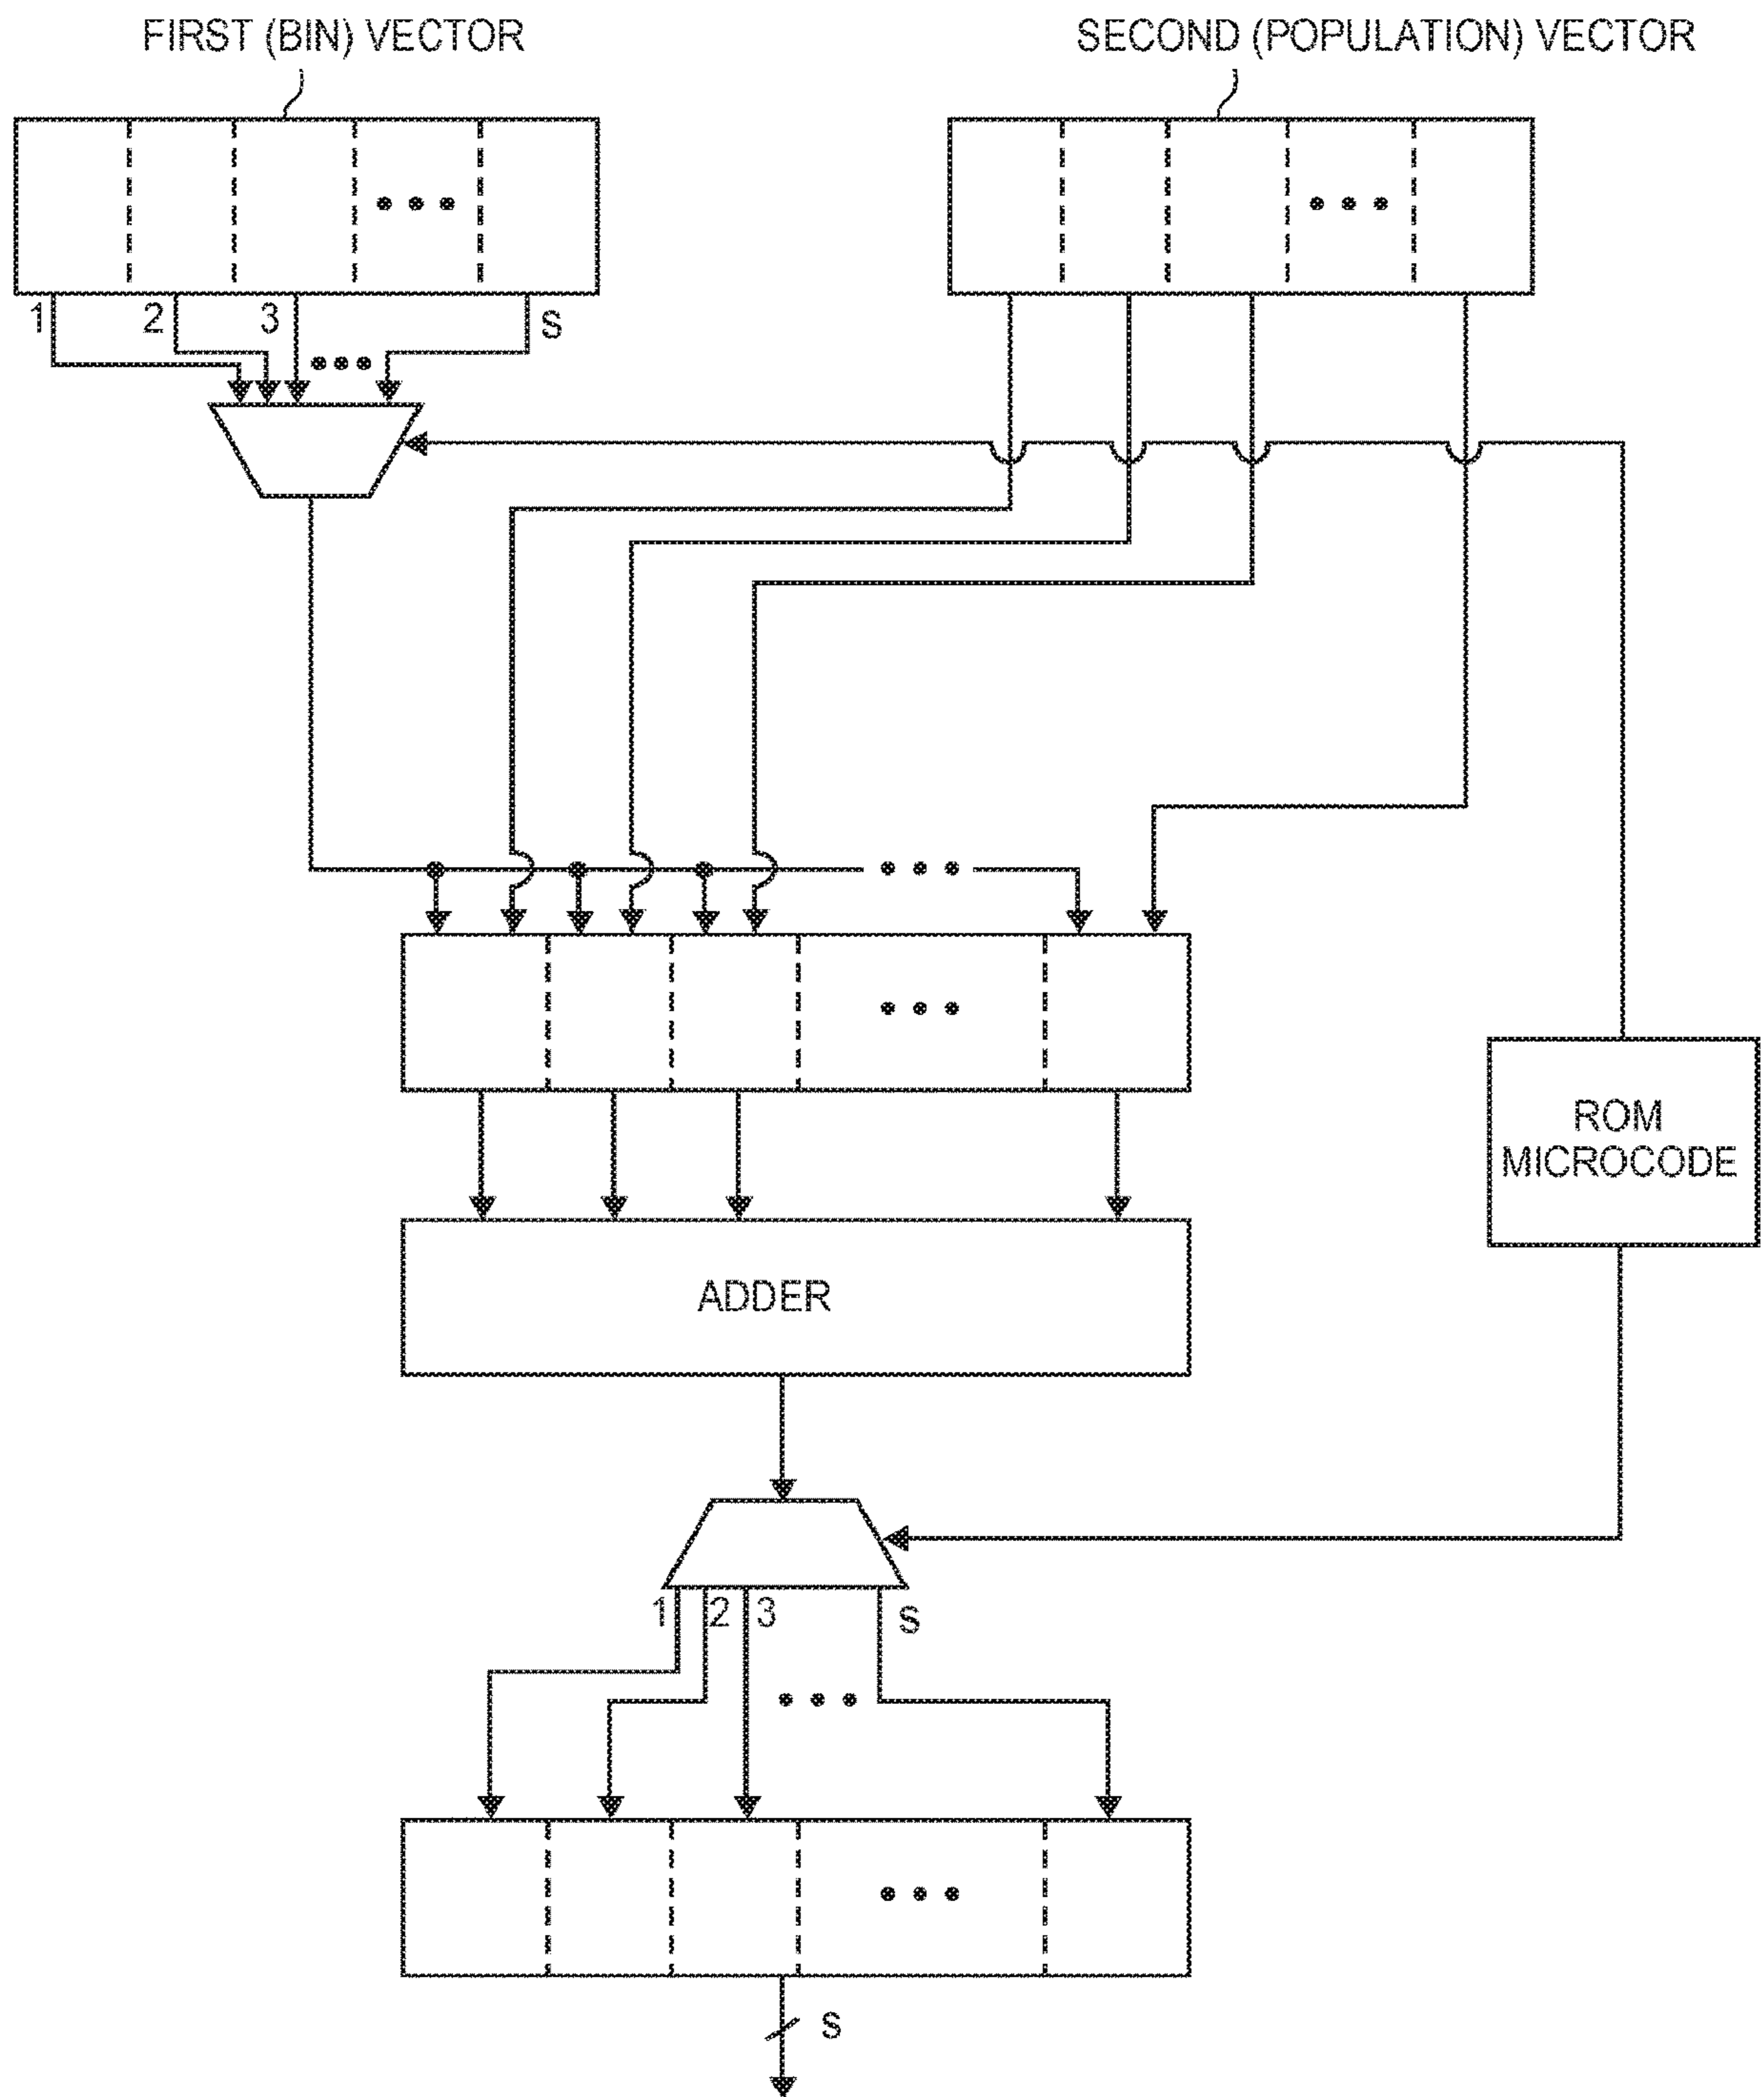 FIRST (BIN) VECTOR
SECOND (POPULATION) VECTOR
1 2 3 S
ROM
MICROCODE
ADDER
1 2 3 S
S